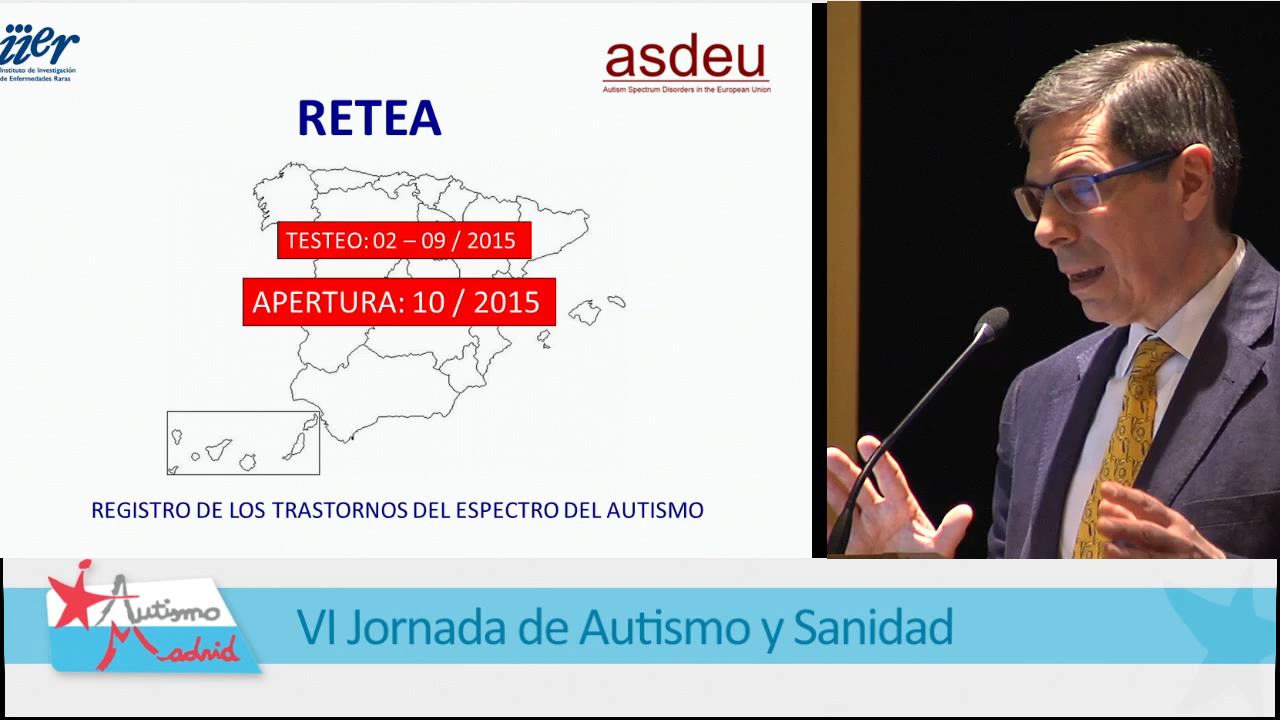 iier
Instituto de Investigación
de Enfermedades Raras
asdeu
Autism Spectrum Disorders in the European Union
RETEA
TESTEO: 02 – 09 / 2015
APERTURA: 10 / 2015
REGISTRO DE LOS TRASTORNOS DEL ESPECTRO DEL AUTISMO
Autismo
Madrid
VI Jornada de Autismo y Sanidad